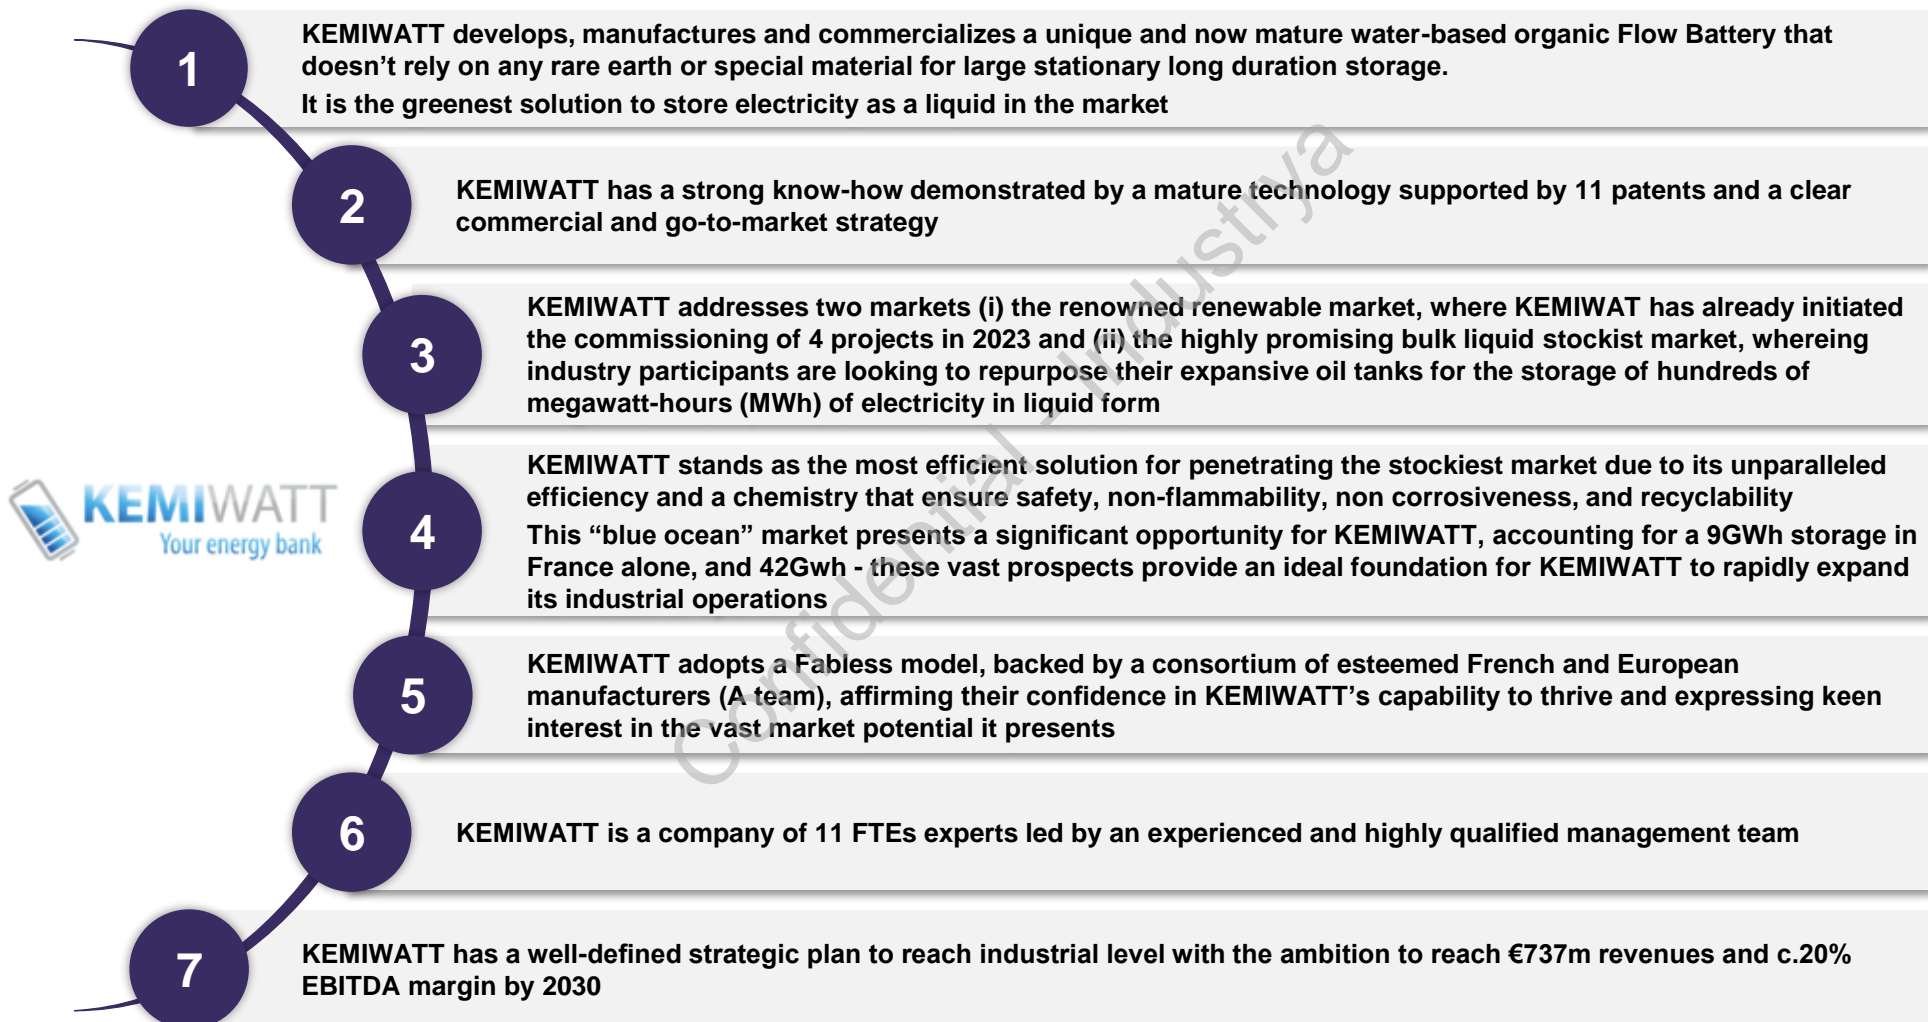 1
KEMIWATT develops, manufactures and commercializes a unique and now mature water-based organic Flow Battery that
doesn’t rely on any rare earth or special material for large stationary long duration storage.
It is the greenest solution to store electricity as a liquid in the market
2
KEMIWATT has a strong know-how demonstrated by a mature technology supported by 11 patents and a clear
commercial and go-to-market strategy
3
KEMIWATT addresses two markets (i) the renowned renewable market, where KEMIWAT has already initiated
the commissioning of 4 projects in 2023 and (ii) the highly promising bulk liquid stockist market, whereing
industry participants are looking to repurpose their expansive oil tanks for the storage of hundreds of
megawatt-hours (MWh) of electricity in liquid form
KEMIWATT
Your energy bank
4
KEMIWATT stands as the most efficient solution for penetrating the stockiest market due to its unparalleled
efficiency and a chemistry that ensure safety, non-flammability, non corrosiveness, and recyclability
This “blue ocean” market presents a significant opportunity for KEMIWATT, accounting for a 9GWh storage in
France alone, and 42Gwh - these vast prospects provide an ideal foundation for KEMIWATT to rapidly expand
its industrial operations
5
KEMIWATT adopts a Fabless model, backed by a consortium of esteemed French and European
manufacturers (A team), affirming their confidence in KEMIWATT’s capability to thrive and expressing keen
interest in the vast market potential it presents
6
KEMIWATT is a company of 11 FTEs experts led by an experienced and highly qualified management team
7
KEMIWATT has a well-defined strategic plan to reach industrial level with the ambition to reach €737m revenues and c.20%
EBITDA margin by 2030
Confidential - Industrya